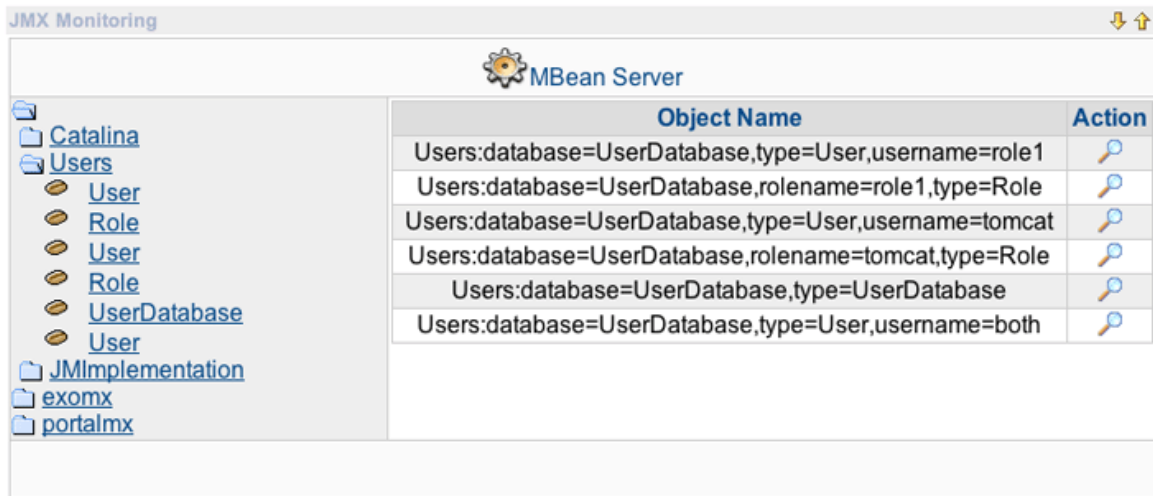 JMX Monitoring
MBean Server
Catalina
Users
User
Role
User
Role
UserDatabase
User
JMImplementation
exomx
portalmx
Object Name Action
Users:database=UserDatabase,type=User,username=role1
Users:database=UserDatabase,rolename=role1,type=Role
Users:database=UserDatabase,type=User,username=tomcat
Users:database=UserDatabase,rolename=tomcat,type=Role
Users:database=UserDatabase,type=UserDatabase
Users:database=UserDatabase,type=User,username=both